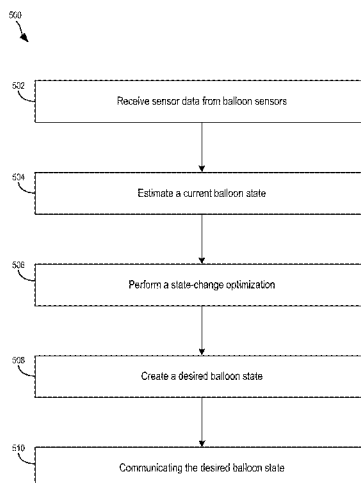 500
502
Receive sensor data from balloon sensors
504
Estimate a current balloon state
506
Perform a state-change optimization
508
Create a desired balloon state
510
Communicating the desired balloon state